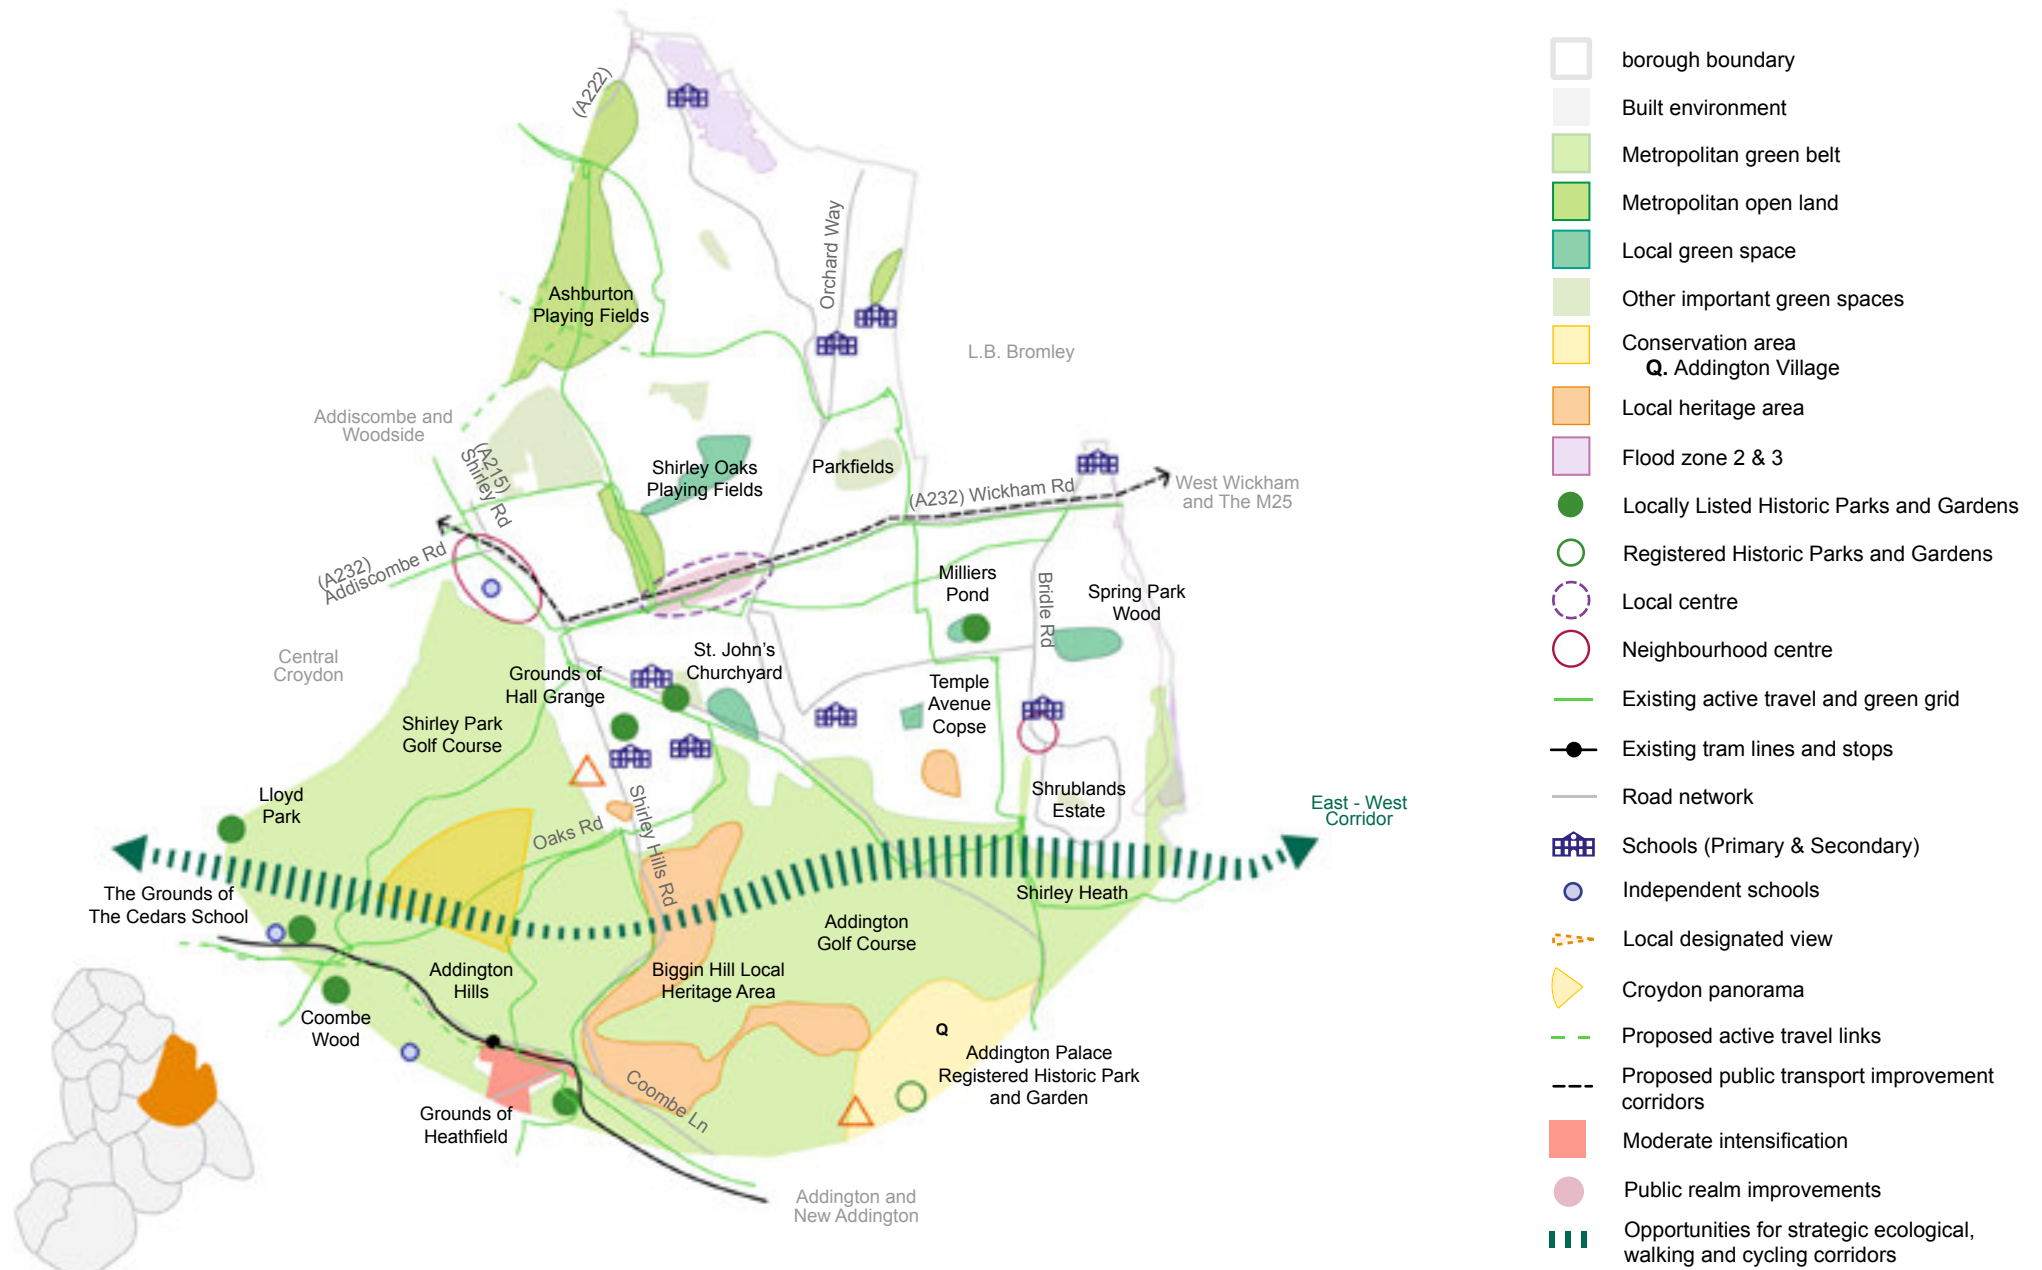 (A222)
Orchard Way
Ashburton
Playing Fields
L.B. Bromley
Addiscombe and
Woodside
(A215)
Shirley Rd
Shirley Oaks
Playing Fields
Parkfields
(A232) Wickham Rd
West Wickham
and The M25
(A232)
Addiscombe Rd
Milliers
Pond
Bridle Rd
Spring Park
Wood
Central
Croydon
Grounds of
Hall Grange
St. John's
Churchyard
Temple
Avenue
Copse
Shirley Park
Golf Course
Lloyd
Park
Oaks Rd
Shirley Hills Rd
Shrublands
Estate
East - West
Corridor
The Grounds of
The Cedars School
Shirley Heath
Addington
Golf Course
Addington
Hills
Biggin Hill Local
Heritage Area
Coombe
Wood
Q
Addington Palace
Registered Historic Park
and Garden
Coombe Ln
Grounds of
Heathfield
Addington and
New Addington
borough boundary
Built environment
Metropolitan green belt
Metropolitan open land
Local green space
Other important green spaces
Conservation area
Q. Addington Village
Local heritage area
Flood zone 2 & 3
Locally Listed Historic Parks and Gardens
Registered Historic Parks and Gardens
Local centre
Neighbourhood centre
Existing active travel and green grid
Existing tram lines and stops
Road network
Schools (Primary & Secondary)
Independent schools
Local designated view
Croydon panorama
Proposed active travel links
Proposed public transport improvement
corridors
Moderate intensification
Public realm improvements
Opportunities for strategic ecological,
walking and cycling corridors